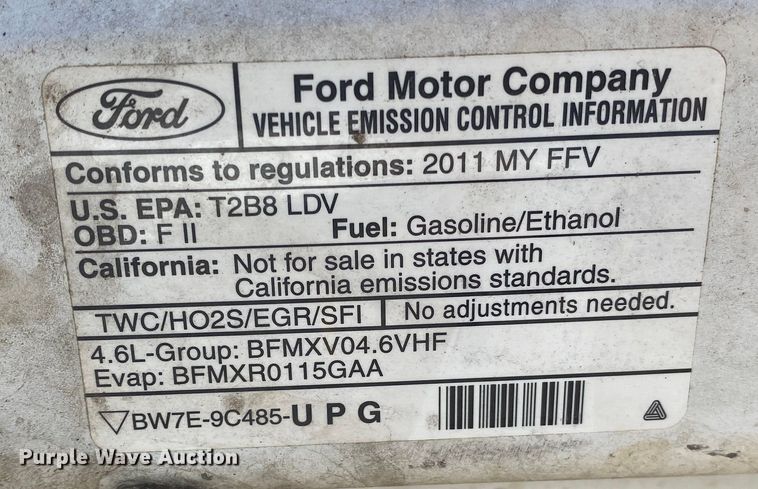 Ford
Ford Motor Company
VEHICLE EMISSION CONTROL INFORMATION
Conforms to regulations: 2011 MY FFV
U.S. EPA: T2B8 LDV
OBD: F II Fuel: Gasoline/Ethanol
California: Not for sale in states with
California emissions standards.
TWC/HO2S/EGR/SFI No adjustments needed.
4.6L-Group: BFMXV04.6VHF
Evap: BFMXR0115GAA
BW7E-9C485-U P G
Purple Wave Auction